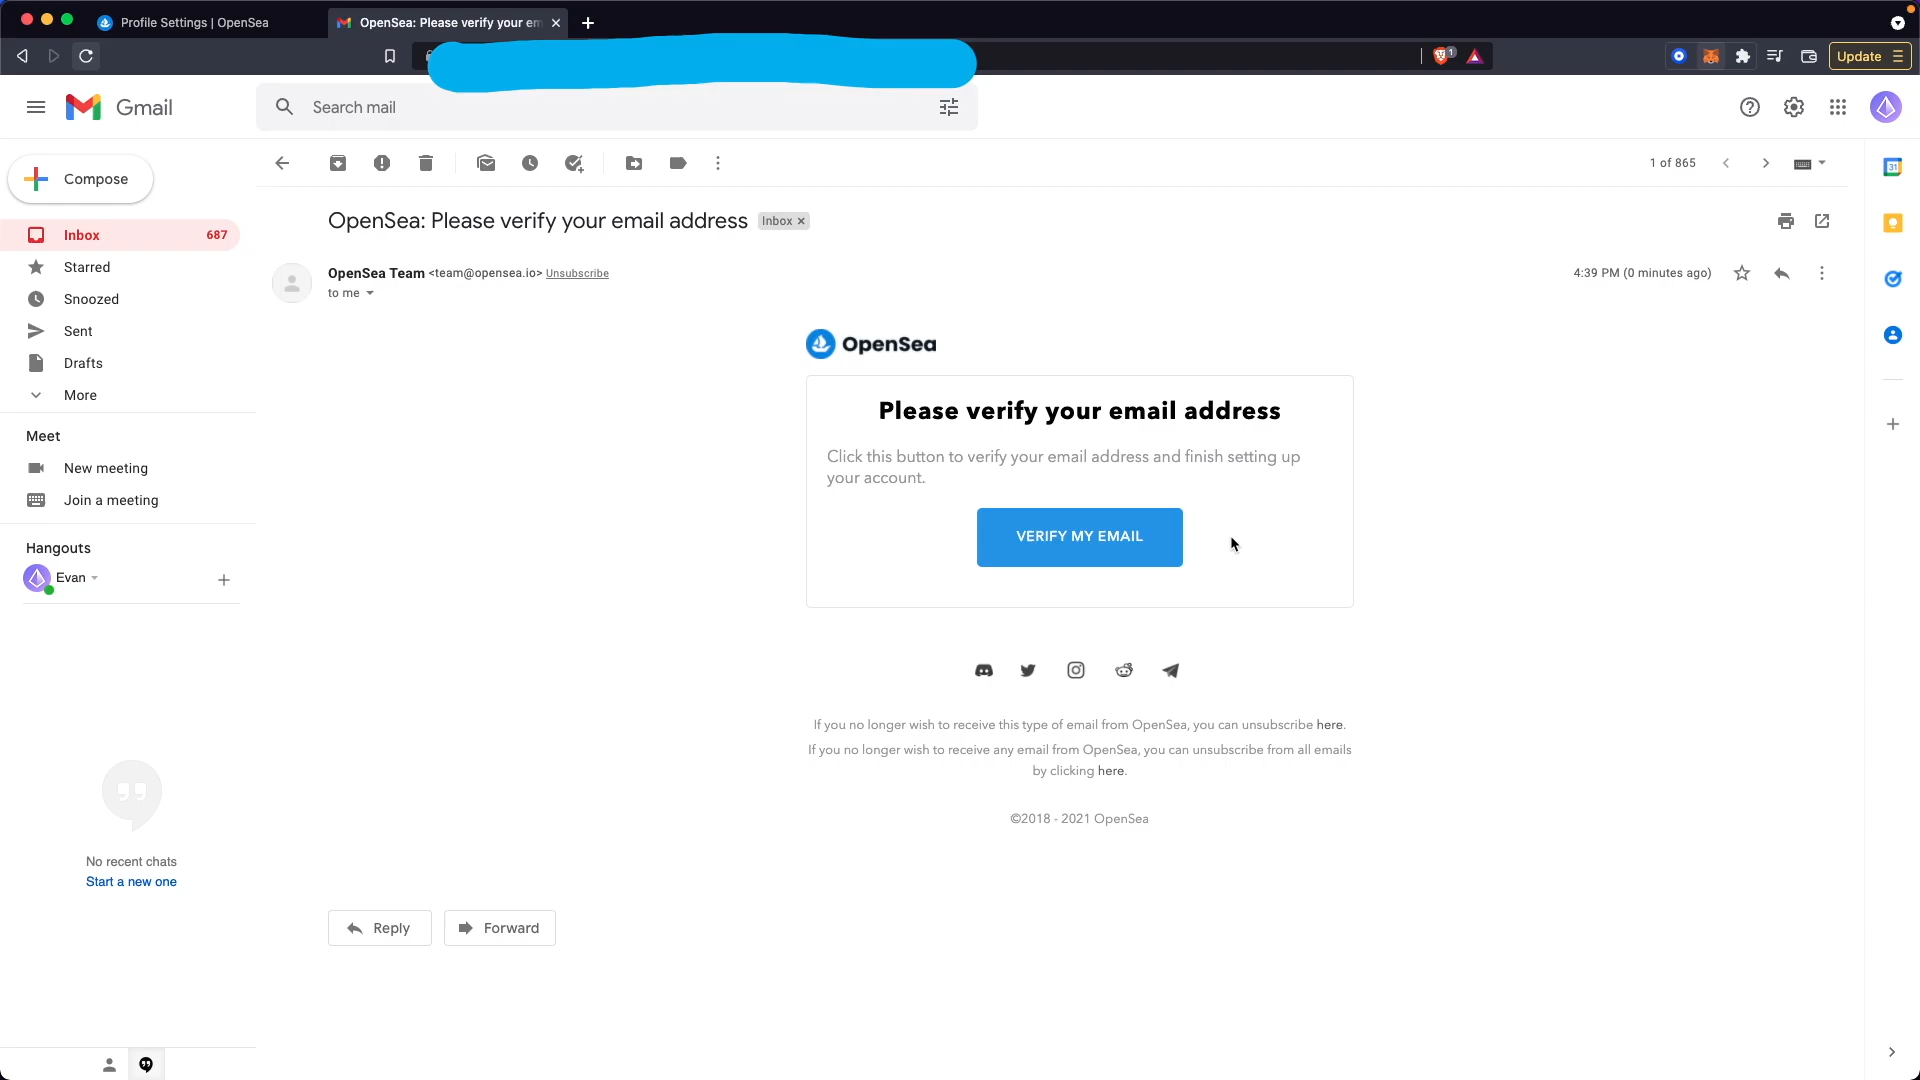 Profile Settings | OpenSea
OpenSea: Please verify your em
1
Update
Gmail
Search mail
Compose
1 of 865
31
OpenSea: Please verify your email address
Inbox
Inbox 687
Starred
OpenSea Team <team@opensea.io> Unsubscribe
4:39 PM (0 minutes ago)
to me
Snoozed
Sent
Drafts
More
OpenSea
Please verify your email address
Click this button to verify your email address and finish setting up
your account.
VERIFY MY EMAIL
Meet
New meeting
Join a meeting
Hangouts
Evan
If you no longer wish to receive this type of email from OpenSea, you can unsubscribe here.
If you no longer wish to receive any email from OpenSea, you can unsubscribe from all emails
by clicking here.
©2018 - 2021 OpenSea
No recent chats
Start a new one
Reply
Forward